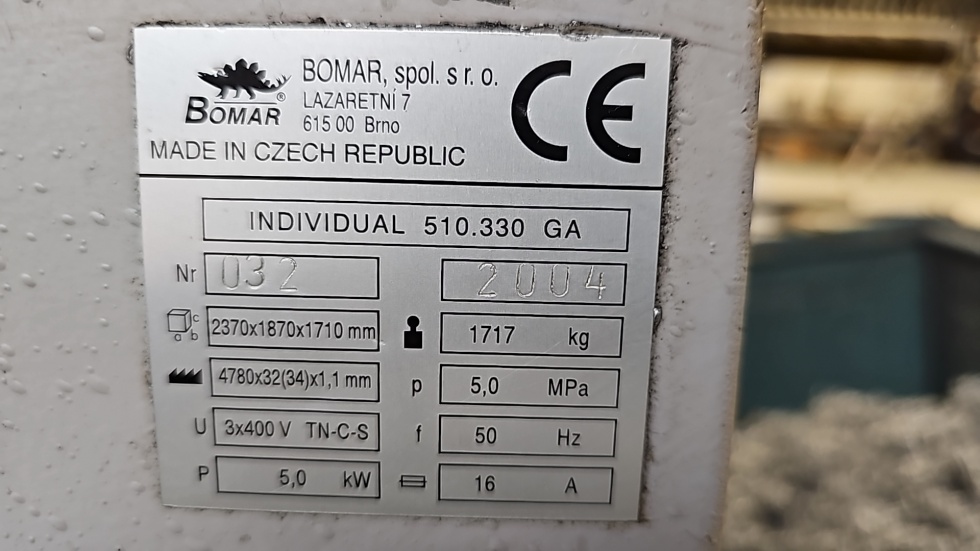 BOMAR®
BOMAR, spol. s r. o.
LAZARETNÍ 7
615 00 Brno
CE
MADE IN CZECH REPUBLIC
INDIVIDUAL 510.330 GA
Nr 032 2004
a b c 2370x1870x1710 mm 1717 kg
4780x32(34)x1,1 mm p 5,0 MPa
U 3x400 V TN-C-S f 50 Hz
P 5,0 kW 16 A